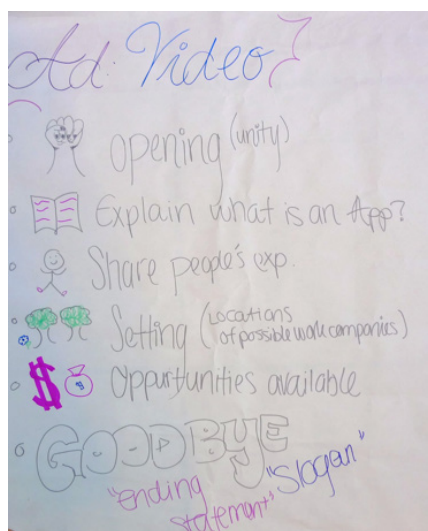 Ad: Video
opening (unity)
Explain what is an App?
Share people's exp.
Setting (Locations
of possible work companies)
$ Oppurtunities available
GOODBYE
"ending
statement" "Slogan"